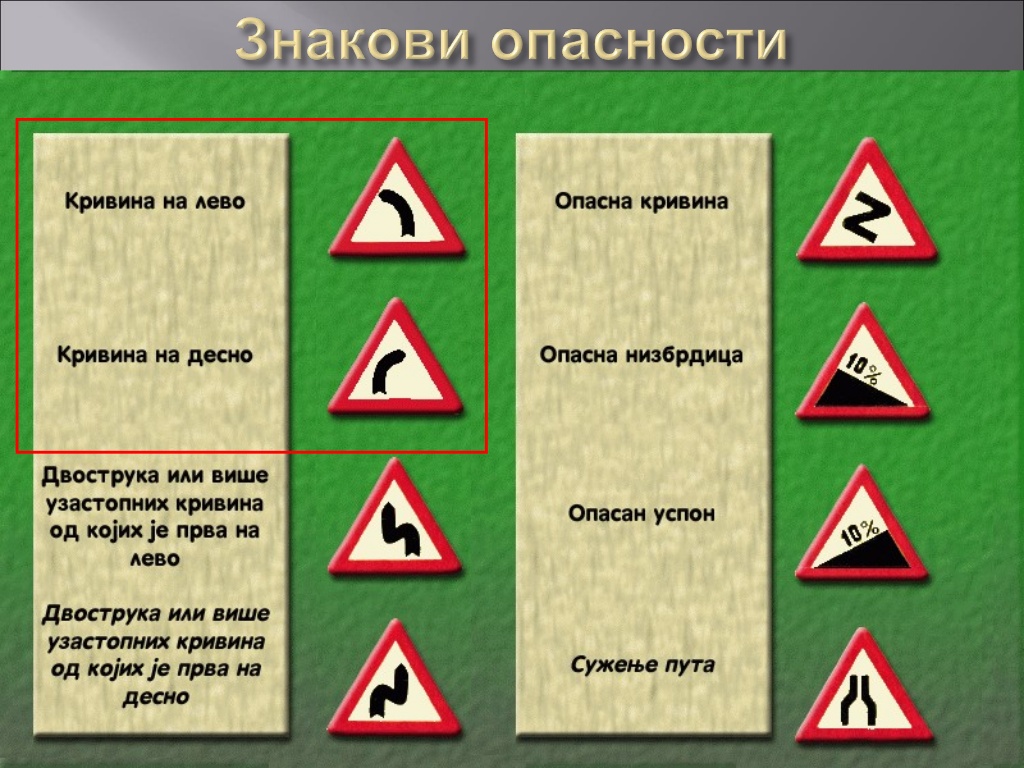 Знакови опасности
Кривина на лево
Кривина на десно
Двострука или више
узастопних кривина
од којих је прва на
лево
Двострука или више
узастопних кривина
од којих је прва на
десно
Опасна кривина
Опасна низбрдица
10%
Опасан успон
10%
Сужење пута